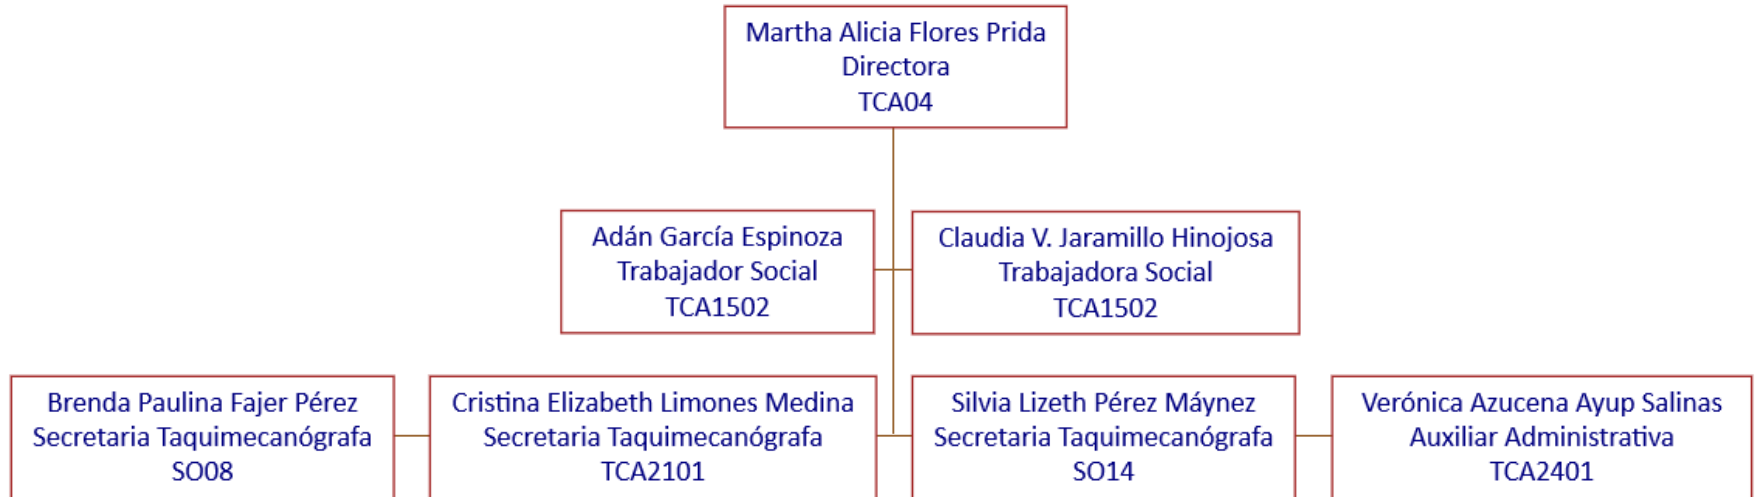 Martha Alicia Flores Prida
Directora
TCA04
Adán García Espinoza
Trabajador Social
TCA1502
Claudia V. Jaramillo Hinojosa
Trabajadora Social
TCA1502
Brenda Paulina Fajer Pérez
Secretaria Taquimecanógrafa
SO08
Cristina Elizabeth Limones Medina
Secretaria Taquimecanógrafa
TCA2101
Silvia Lizeth Pérez Máynez
Secretaria Taquimecanógrafa
SO14
Verónica Azucena Ayup Salinas
Auxiliar Administrativa
TCA2401